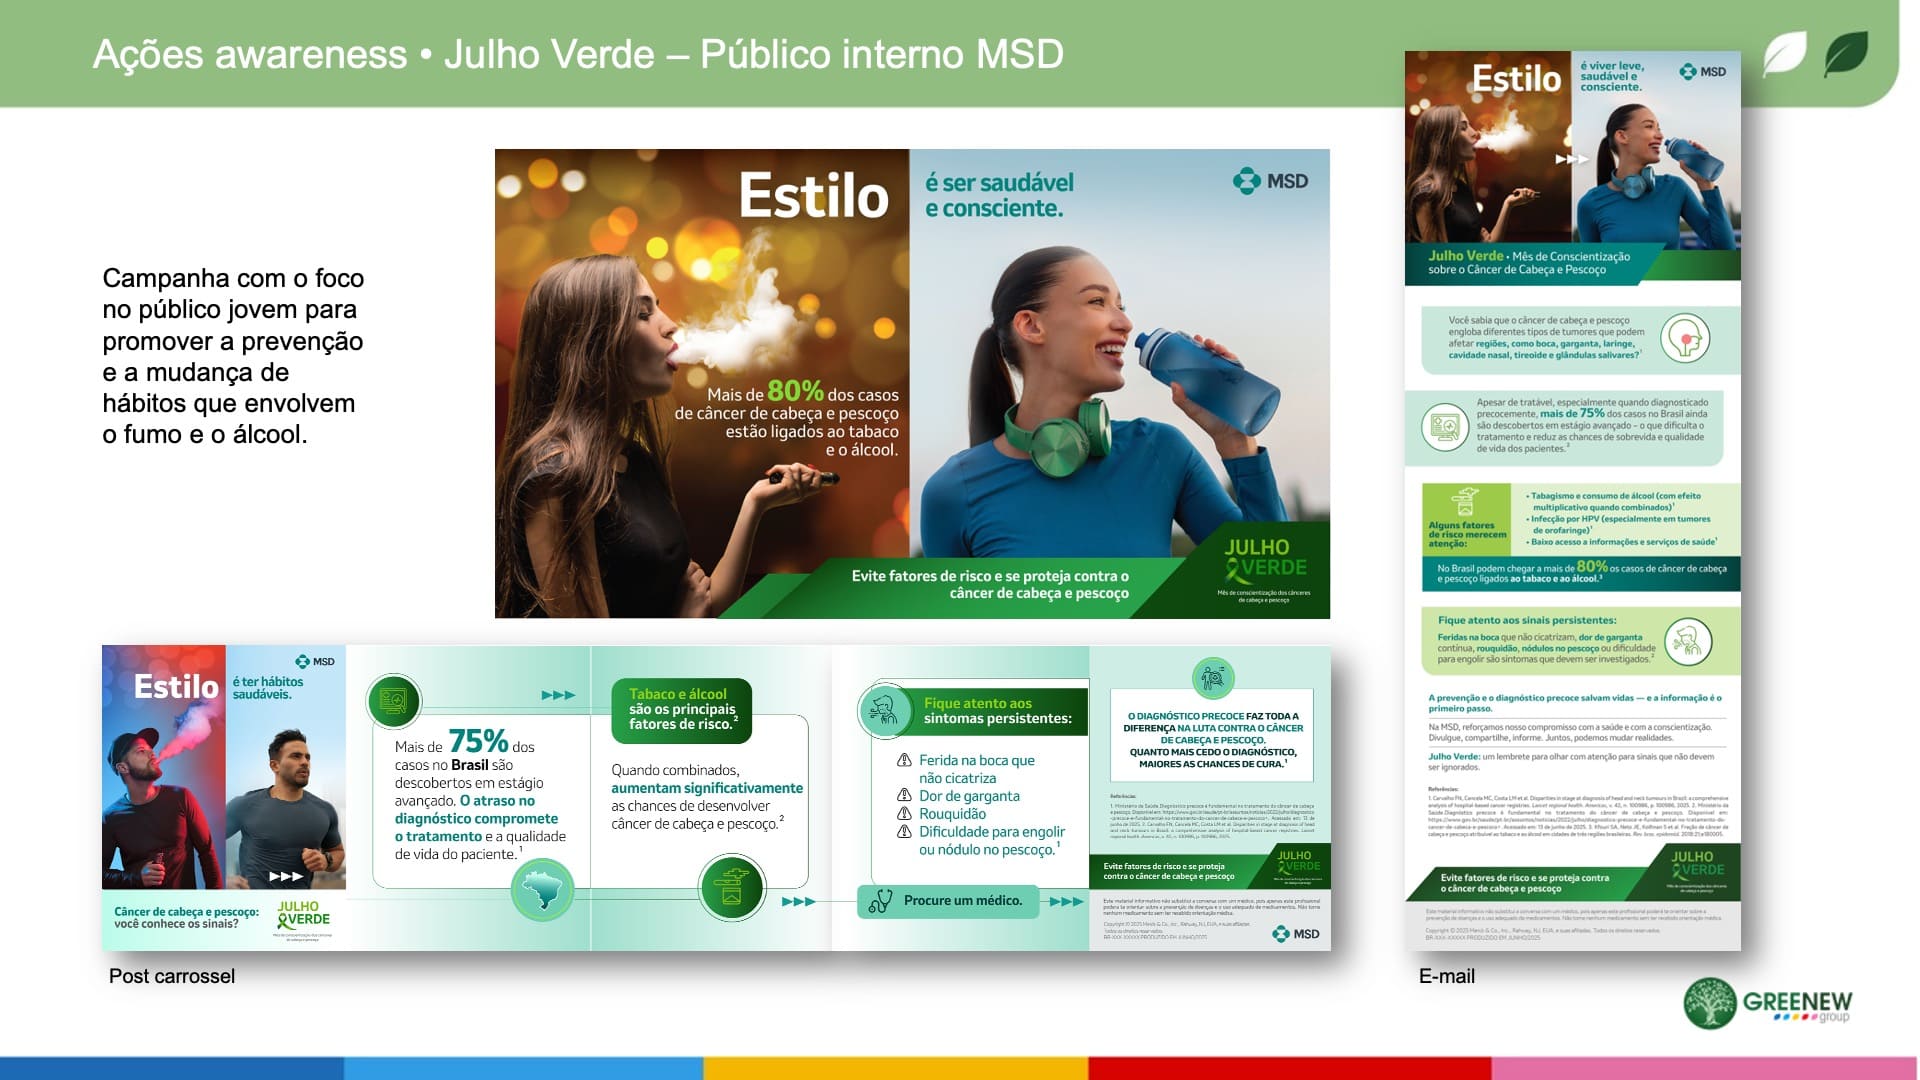 Ações awareness • Julho Verde – Público interno MSD
Campanha com o foco
no público jovem para
promover a prevenção
e a mudança de
hábitos que envolvem
o fumo e o álcool.
Estilo
é ser saudável
e consciente.
MSD
Mais de 80% dos casos
de câncer de cabeça e pescoço
estão ligados ao tabaco
e o álcool.
Evite fatores de risco e se proteja contra o
câncer de cabeça e pescoço
JULHO
VERDE
Mês de conscientização dos cânceres
de cabeça e pescoço
Estilo
é ter hábitos
saudáveis.
MSD
Câncer de cabeça e pescoço:
você conhece os sinais?
JULHO
VERDE
Mais de 75% dos
casos no Brasil são
descobertos em estágio
avançado. O atraso no
diagnóstico compromete
o tratamento e a qualidade
de vida do paciente.¹
Tabaco e álcool
são os principais
fatores de risco.²
Quando combinados,
aumentam significativamente
as chances de desenvolver
câncer de cabeça e pescoço.²
Fique atento aos
sintomas persistentes:
Ferida na boca que
não cicatriza
Dor de garganta
Rouquidão
Dificuldade para engolir
ou nódulo no pescoço.¹
Procure um médico.
O DIAGNÓSTICO PRECOCE FAZ TODA A
DIFERENÇA NA LUTA CONTRA O CÂNCER
DE CABEÇA E PESCOÇO.
QUANTO MAIS CEDO O DIAGNÓSTICO,
MAIORES AS CHANCES DE CURA.¹
Referências:
Evite fatores de risco e se proteja
contra o câncer de cabeça e pescoço
JULHO
VERDE
MSD
Post carrossel
Estilo
é viver leve,
saudável e
consciente.
MSD
Julho Verde • Mês de Conscientização
sobre o Câncer de Cabeça e Pescoço
Você sabia que o câncer de cabeça e pescoço
engloba diferentes tipos de tumores que podem
afetar regiões, como boca, garganta, laringe,
cavidade nasal, tireoide e glândulas salivares?¹
Apesar de tratável, especialmente quando diagnosticado
precocemente, mais de 75% dos casos no Brasil ainda
são descobertos em estágio avançado – o que dificulta o
tratamento e reduz as chances de sobrevida e qualidade
de vida dos pacientes.²
Alguns fatores
de risco merecem
atenção:
• Tabagismo e consumo de álcool (com efeito
multiplicativo quando combinados)¹
• Infecção por HPV (especialmente em tumores
de orofaringe)¹
• Baixo acesso a informações e serviços de saúde¹
No Brasil podem chegar a mais de 80% os casos de câncer de cabeça
e pescoço ligados ao tabaco e ao álcool.³
Fique atento aos sinais persistentes:
Feridas na boca que não cicatrizam, dor de garganta
contínua, rouquidão, nódulos no pescoço ou dificuldade
para engolir são sintomas que devem ser investigados.²
A prevenção e o diagnóstico precoce salvam vidas — e a informação é o
primeiro passo.
Na MSD, reforçamos nosso compromisso com a saúde e com a conscientização.
Divulgue, compartilhe, informe. Juntos, podemos mudar realidades.
Julho Verde: um lembrete para olhar com atenção para sinais que não devem
ser ignorados.
Referências:
Evite fatores de risco e se proteja contra
o câncer de cabeça e pescoço
JULHO
VERDE
E-mail
GREENEW
group